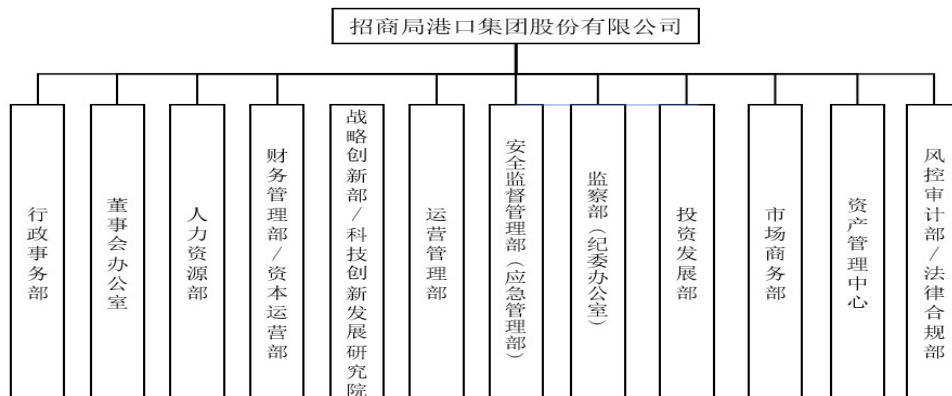 招商局港口集团股份有限公司
行政事务部
董事会办公室
人力资源部
财务管理部/资本运营部
战略创新部/科技创新发展研究院
运营管理部
安全监督管理部(应急管理部)
监察部(纪委办公室)
投资发展部
市场商务部
资产管理中心
风控审计部/法律合规部